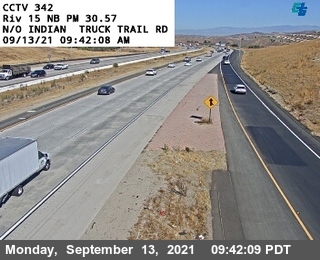 CCTV 342
Riv 15 NB PM 30.57
N/O INDIAN TRUCK TRAIL RD
09/13/21 09:42:08 AM
Monday, September 13, 2021 09:42:09 PDT